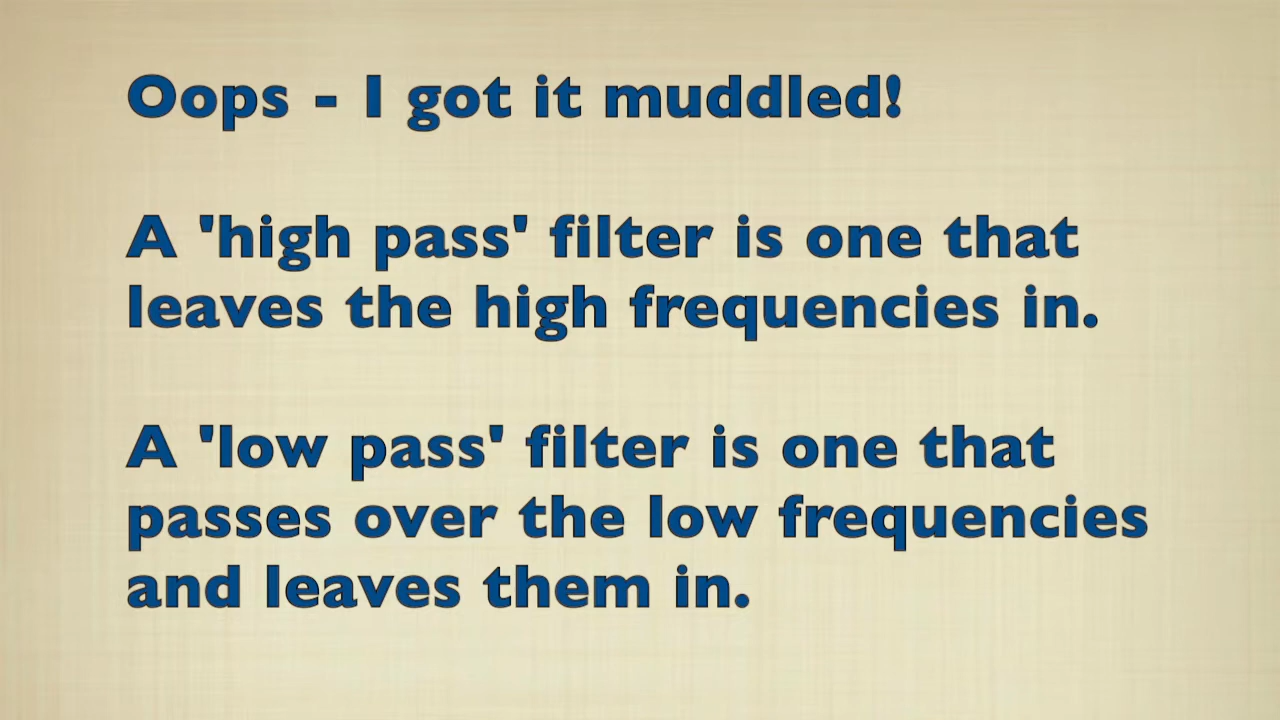 Oops - I got it muddled!
A 'high pass' filter is one that
leaves the high frequencies in.
A 'low pass' filter is one that
passes over the low frequencies
and leaves them in.